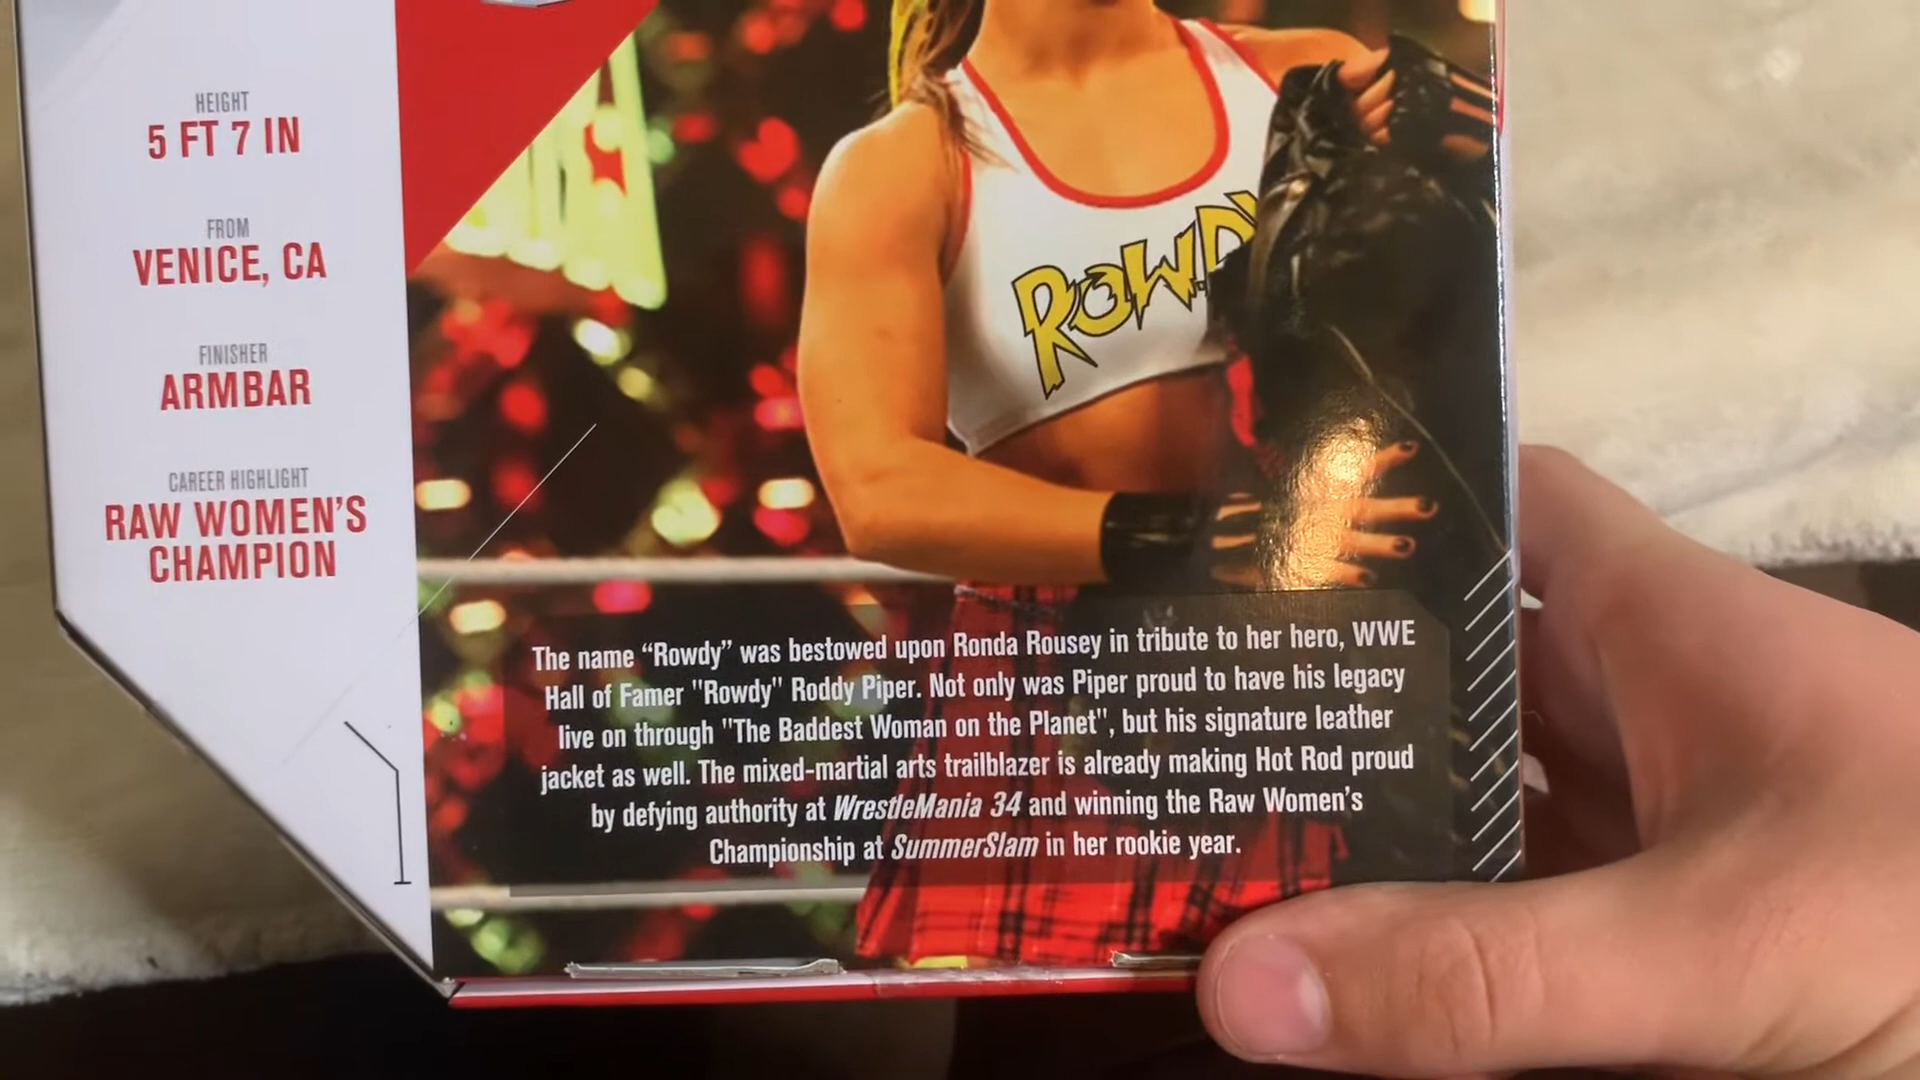 HEIGHT
5 FT 7 IN
FROM
VENICE, CA
FINISHER
ARMBAR
CAREER HIGHLIGHT
RAW WOMEN'S
CHAMPION
ROWDY
The name “Rowdy” was bestowed upon Ronda Rousey in tribute to her hero, WWE
Hall of Famer "Rowdy" Roddy Piper. Not only was Piper proud to have his legacy
live on through "The Baddest Woman on the Planet", but his signature leather
jacket as well. The mixed-martial arts trailblazer is already making Hot Rod proud
by defying authority at WrestleMania 34 and winning the Raw Women’s
Championship at SummerSlam in her rookie year.